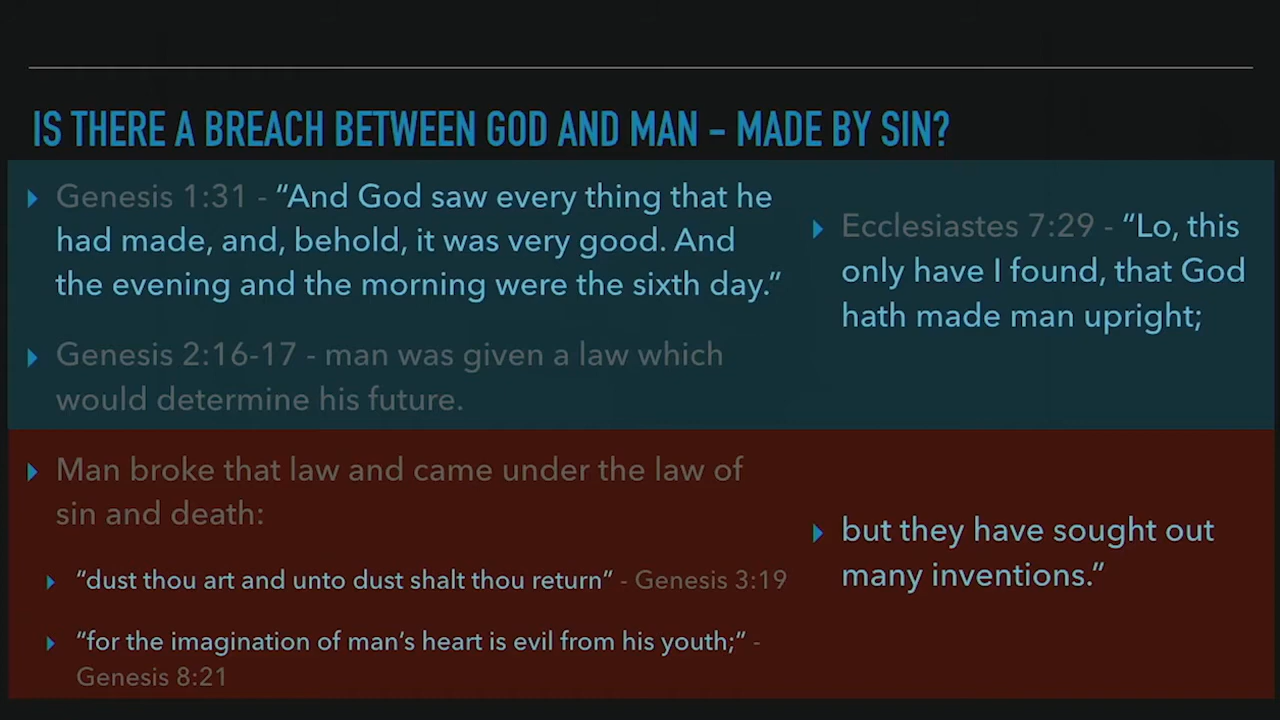 IS THERE A BREACH BETWEEN GOD AND MAN – MADE BY SIN?
Genesis 1:31 - “And God saw every thing that he
had made, and, behold, it was very good. And
the evening and the morning were the sixth day.”
Genesis 2:16-17 - man was given a law which
would determine his future.
Ecclesiastes 7:29 - “Lo, this
only have I found, that God
hath made man upright;
Man broke that law and came under the law of
sin and death:
“dust thou art and unto dust shalt thou return” - Genesis 3:19
“for the imagination of man’s heart is evil from his youth;” -
Genesis 8:21
but they have sought out
many inventions.”